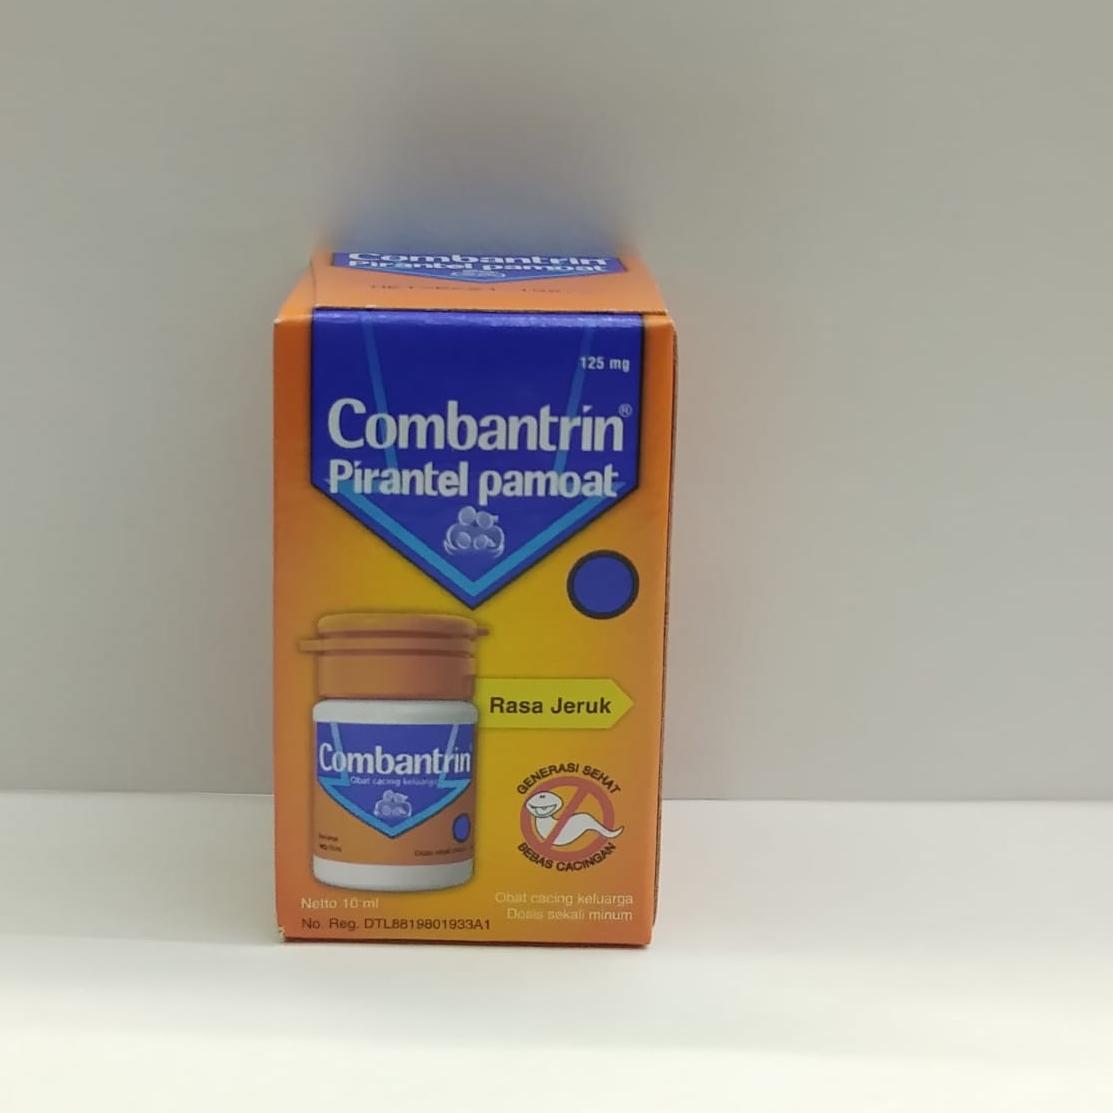 Combantrin
Pirantel pamoat
125 mg
Combantrin®
Pirantel pamoat
Rasa Jeruk
Combantrin
Obat cacing keluarga
GENERASI SEHAT
BEBAS CACINGAN
Netto 10 ml
No. Reg. DTL8819801933A1
Obat cacing keluarga
Dosis sekali minum